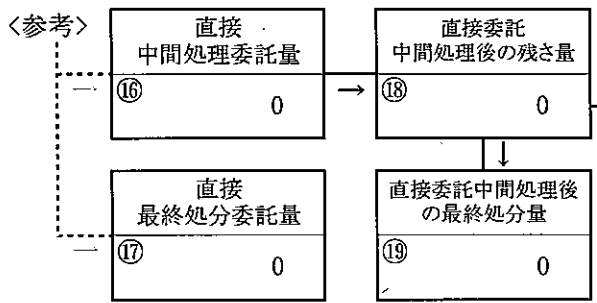 <参考>
直接
中間処理委託量
⑯
0
→
直接委託
中間処理後の残さ量
⑱
0
↓
直接
最終処分委託量
⑰
0
直接委託中間処理後
の最終処分量
⑲
0